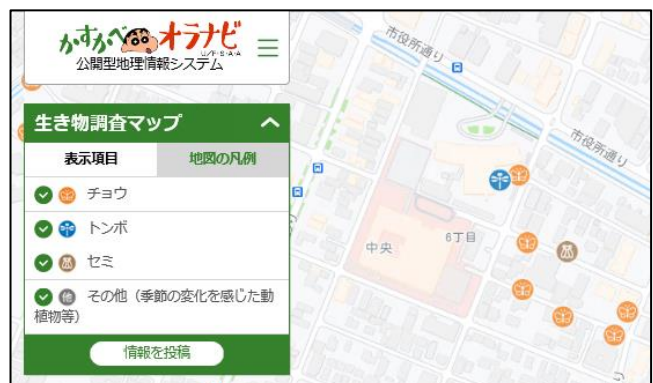 かすかべオラナビ
U/P-S-A-A
公開型地理情報システム
生き物調査マップ
表示項目
地図の凡例
チョウ
トンボ
セミ
他
その他（季節の変化を感じた動
植物等）
情報を投稿
市役所通り
市役所通り
中央
6丁目